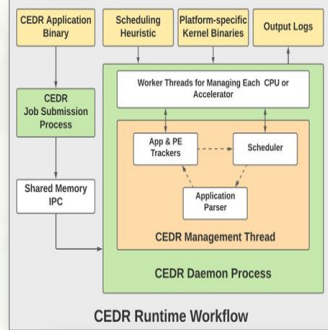 CEDR Application
Binary
Scheduling
Heuristic
Platform-specific
Kernel Binaries
Output Logs
CEDR
Job Submission
Process
Worker Threads for Managing Each CPU or
Accelerator
App & PE
Trackers
Scheduler
Shared Memory
IPC
Application
Parser
CEDR Management Thread
CEDR Daemon Process
CEDR Runtime Workflow